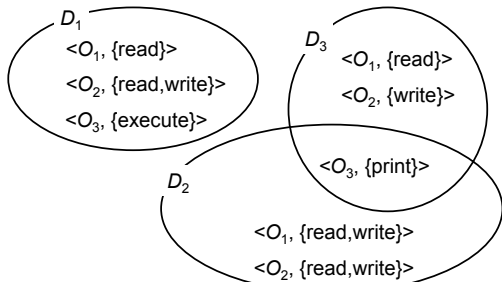 D₁
<O₁, {read}>
<O₂, {read,write}>
<O₃, {execute}>
D₃
<O₁, {read}>
<O₂, {write}>
<O₃, {print}>
D₂
<O₁, {read,write}>
<O₂, {read,write}>